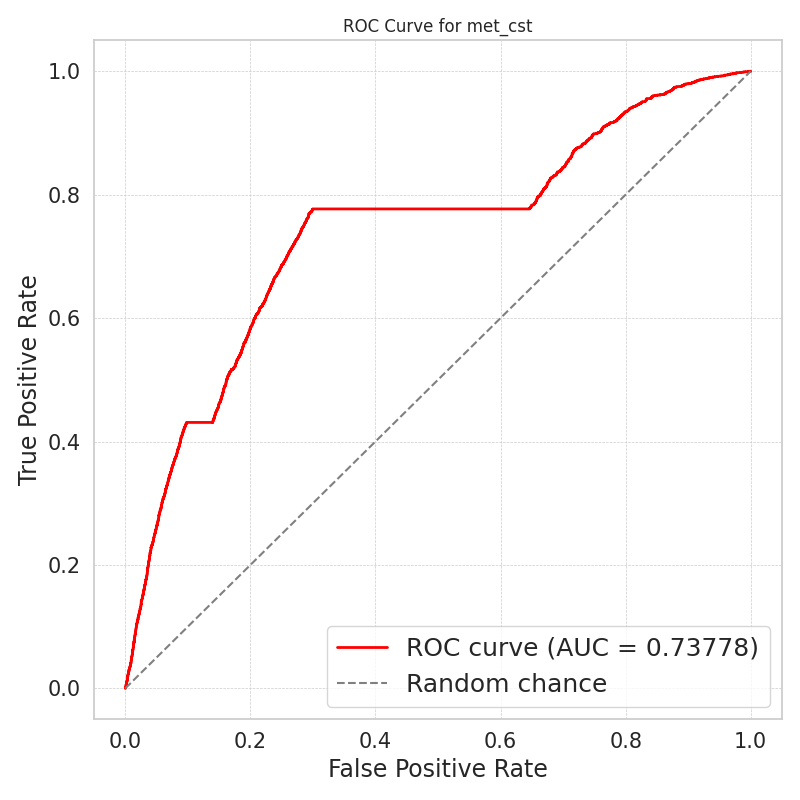 ROC Curve for met_cst
1.0
0.8
0.6
0.4
0.2
0.0
True Positive Rate
ROC curve (AUC = 0.73778)
Random chance
0.0 0.2 0.4 0.6 0.8 1.0
False Positive Rate